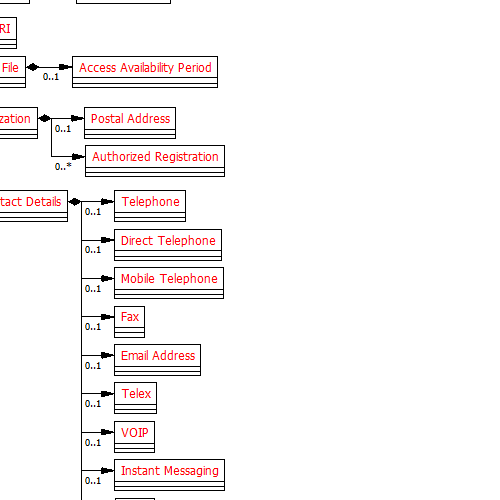 RI
File
0..1
Access Availability Period
zation
0..1
Postal Address
0..*
Authorized Registration
tact Details
0..1
Telephone
0..1
Direct Telephone
0..1
Mobile Telephone
0..1
Fax
0..1
Email Address
0..1
Telex
0..1
VOIP
0..1
Instant Messaging